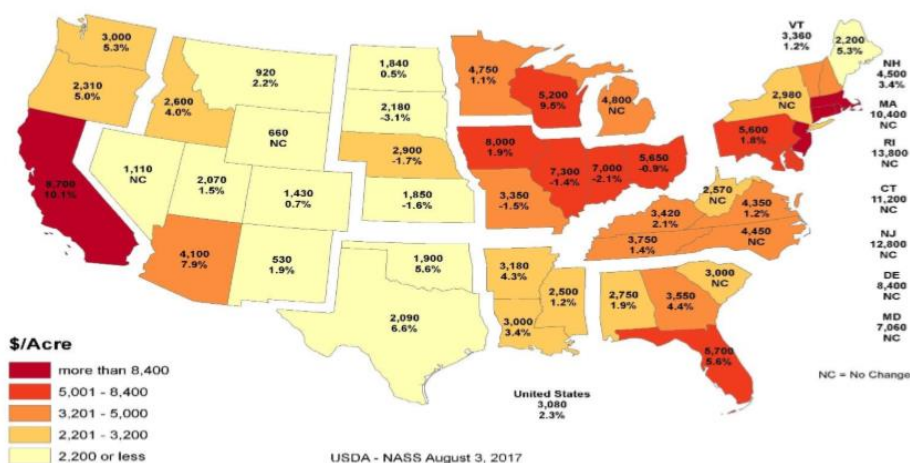 3,000
5.3%
2,310
5.0%
8,700
10.1%
2,600
4.0%
1,110
NC
920
2.2%
660
NC
2,070
1.5%
1,430
0.7%
4,100
7.9%
530
1.9%
1,840
0.5%
2,180
-3.1%
2,900
-1.7%
1,850
-1.6%
1,900
5.6%
2,090
6.6%
4,750
1.1%
5,200
9.5%
4,800
NC
8,000
1.9%
7,300
-1.4%
7,000
-2.1%
5,650
-0.9%
3,350
-1.5%
3,180
4.3%
3,000
3.4%
2,500
1.2%
2,750
1.9%
3,550
4.4%
5,700
5.6%
3,000
NC
4,450
NC
3,750
1.4%
3,420
2.1%
2,570
NC
4,350
1.2%
5,600
1.8%
2,980
NC
2,200
5.3%
VT
3,360
1.2%
NH
4,500
3.4%
MA
10,400
NC
RI
13,800
NC
CT
11,200
NC
NJ
12,800
NC
DE
8,400
NC
MD
7,060
NC
NC = No Change
$/Acre
more than 8,400
5,001 - 8,400
3,201 - 5,000
2,201 - 3,200
2,200 or less
United States
3,080
2.3%
USDA - NASS August 3, 2017